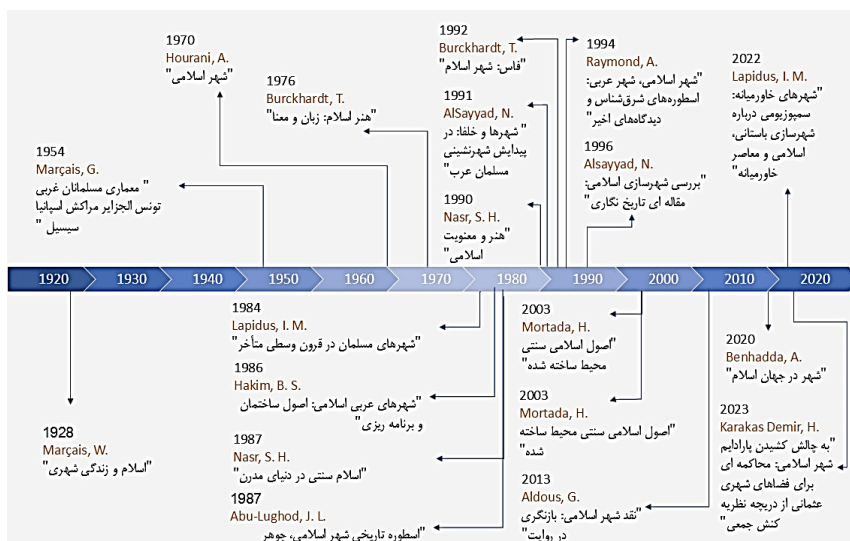 1970
Hourani, A.
"شهر اسلامی"
1976
Burckhardt, T.
"هنر اسلام: زبان و معنا"
1954
Marçais, G.
" معماری مسلمانان غربی
تونس الجزایر مراکش اسپانیا
سیسیل "
1992
Burckhardt, T.
"فاس: شهر اسلام"
1991
AlSayyad, N.
"شهرها و خلفا: در
پیدایش شهرنشینی
مسلمان عرب"
1990
Nasr, S. H.
"هنر و معنویت
اسلامی"
1994
Raymond, A.
"شهر اسلامی، شهر عربی:
اسطوره‌های شرق‌شناس و
دیدگاه‌های اخیر"
1996
Alsayyad, N.
"بررسی شهرسازی اسلامی:
مقاله ای تاریخ نگاری"
2022
Lapidus, I. M.
"شهرهای خاورمیانه:
سمپوزیومی درباره
شهرسازی باستانی،
اسلامی و معاصر
خاورمیانه"
1920 1930 1940 1950 1960 1970 1980 1990 2000 2010 2020
1928
Marçais, W.
"اسلام و زندگی شهری"
1984
Lapidus, I. M.
"شهرهای مسلمان در قرون وسطی متأخر"
1986
Hakim, B. S.
"شهرهای عربی اسلامی: اصول ساختمان
و برنامه ریزی"
1987
Nasr, S. H.
"اسلام سنتی در دنیای مدرن"
1987
Abu-Lughod, J. L.
"اسطوره تاریخی شهر اسلامی، جوهر
2003
Mortada, H.
"اصول اسلامی سنتی
محیط ساخته شده"
2003
Mortada, H.
"اصول اسلامی سنتی محیط ساخته
شده"
2013
Aldous, G.
"نقد شهر اسلامی: بازنگری
در روایت"
2020
Benhadda, A.
"شهر در جهان اسلام"
2023
Karakas Demir, H.
"به چالش کشیدن پارادایم
شهر اسلامی: محاکمه ای
برای فضاهای شهری
عثمانی از دریچه نظریه
کنش جمعی"